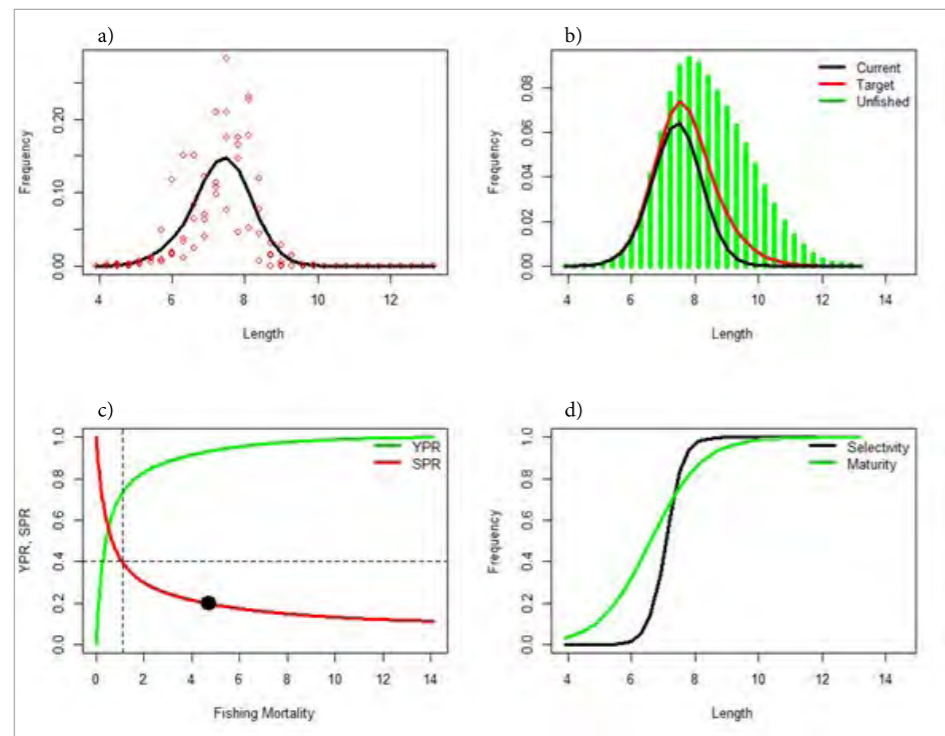 a)
0.20
0.10
0.00
Frequency
4 6 8 10 12
Length
b)
Current
Target
Unfished
0.08
0.06
0.04
0.02
0.00
Frequency
4 6 8 10 12 14
Length
c)
YPR
SPR
1.0
0.8
0.6
0.4
0.2
0.0
YPR, SPR
0 2 4 6 8 10 12 14
Fishing Mortality
d)
Selectivity
Maturity
1.0
0.8
0.6
0.4
0.2
0.0
Frequency
4 6 8 10 12 14
Length